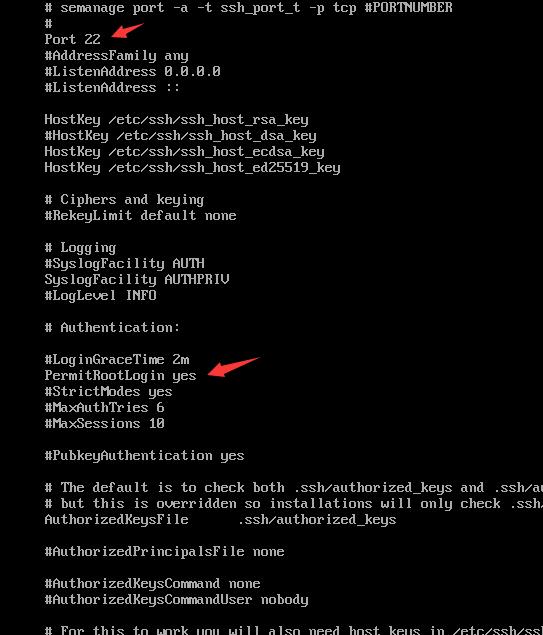 # semanage port -a -t ssh_port_t -p tcp #PORTNUMBER
#
Port 22
#AddressFamily any
#ListenAddress 0.0.0.0
#ListenAddress ::
HostKey /etc/ssh/ssh_host_rsa_key
#HostKey /etc/ssh/ssh_host_dsa_key
HostKey /etc/ssh/ssh_host_ecdsa_key
HostKey /etc/ssh/ssh_host_ed25519_key
# Ciphers and keying
#RekeyLimit default none
# Logging
#SyslogFacility AUTH
SyslogFacility AUTHPRIV
#LogLevel INFO
# Authentication:
#LoginGraceTime 2m
PermitRootLogin yes
#StrictModes yes
#MaxAuthTries 6
#MaxSessions 10
#PubkeyAuthentication yes
# The default is to check both .ssh/authorized_keys and .ssh/au
# but this is overridden so installations will only check .ssh/
AuthorizedKeysFile .ssh/authorized_keys
#AuthorizedPrincipalsFile none
#AuthorizedKeysCommand none
#AuthorizedKeysCommandUser nobody
# For this to work you will also need host keys in /etc/ssh/ssh